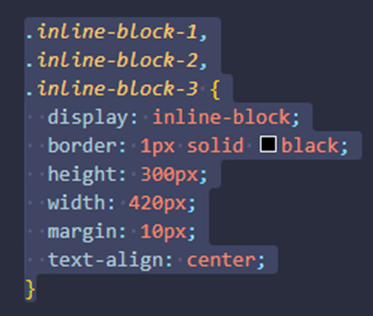 .inline-block-1,
.inline-block-2,
.inline-block-3 {
  display: inline-block;
  border: 1px solid black;
  height: 300px;
  width: 420px;
  margin: 10px;
  text-align: center;
}